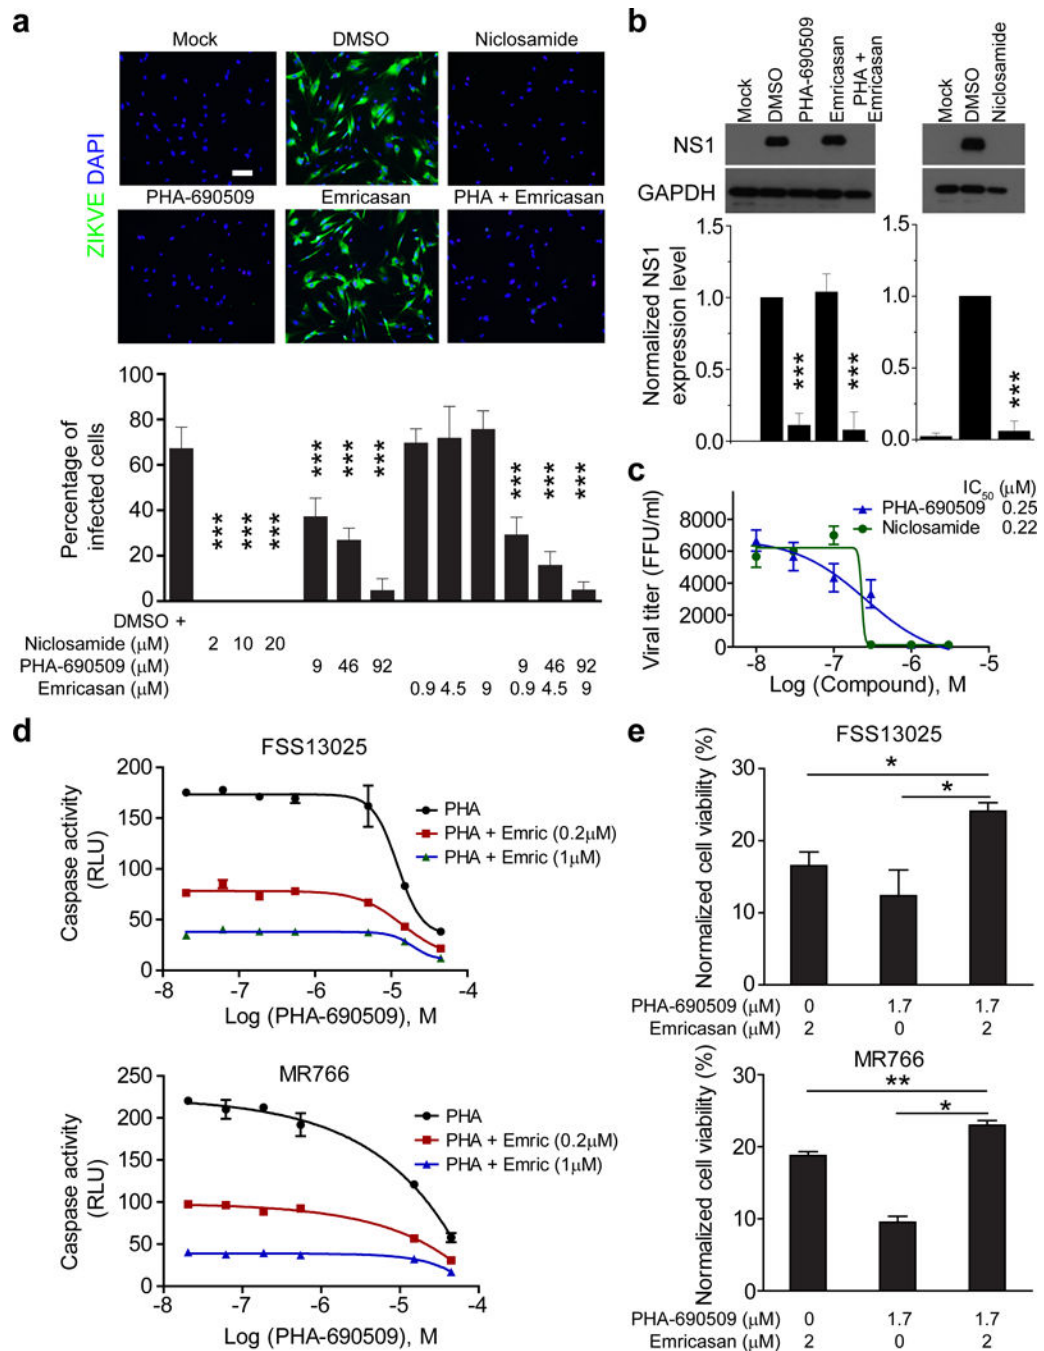 a
Mock DMSO Niclosamide
PHA-690509 Emricasan PHA + Emricasan
ZIKVE DAPI
Percentage of
infected cells
100
80
60
40
20
0
*** *** *** *** *** *** *** *** ***
DMSO +
Niclosamide (μM) 2 10 20
PHA-690509 (μM) 9 46 92 9 46 92
Emricasan (μM) 0.9 4.5 9 0.9 4.5 9
b
Mock DMSO PHA-690509 Emricasan PHA + Emricasan
Mock DMSO Niclosamide
NS1
GAPDH
Normalized NS1
expression level
1.5 1.5
1.0 1.0
0.5 0.5
0.0 0.0
*** *** ***
c
IC50 (μM)
PHA-690509 0.25
Niclosamide 0.22
Viral titer (FFU/ml)
8000
6000
4000
2000
0
-8 -7 -6 -5
Log (Compound), M
d
FSS13025
Caspase activity
(RLU)
200
150
100
50
0
PHA
PHA + Emric (0.2μM)
PHA + Emric (1μM)
-8 -7 -6 -5 -4
Log (PHA-690509), M
MR766
Caspase activity
(RLU)
250
200
150
100
50
0
PHA
PHA + Emric (0.2μM)
PHA + Emric (1μM)
-8 -7 -6 -5 -4
Log (PHA-690509), M
e
FSS13025
Normalized cell viability (%)
30
20
10
0
*
*
PHA-690509 (μM) 0 1.7 1.7
Emricasan (μM) 2 0 2
MR766
Normalized cell viability (%)
30
20
10
0
**
*
PHA-690509 (μM) 0 1.7 1.7
Emricasan (μM) 2 0 2